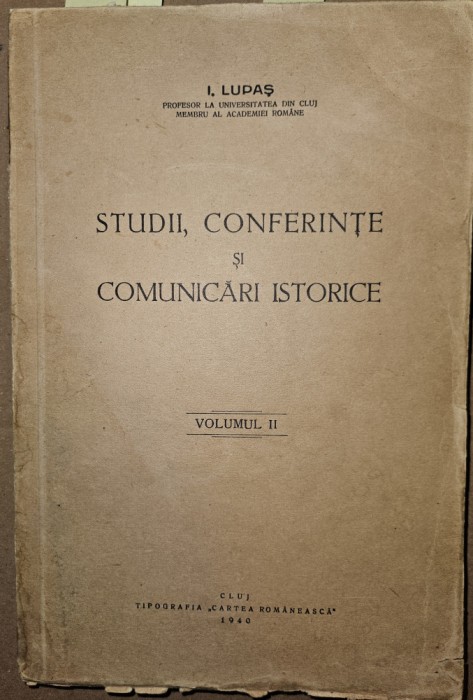 I. LUPAȘ
PROFESOR LA UNIVERSITATEA DIN CLUJ
MEMBRU AL ACADEMIEI ROMÂNE
STUDII, CONFERINȚE
ȘI
COMUNICĂRI ISTORICE
VOLUMUL II
CLUJ
TIPOGRAFIA „CARTEA ROMÂNEASCĂ"
1940